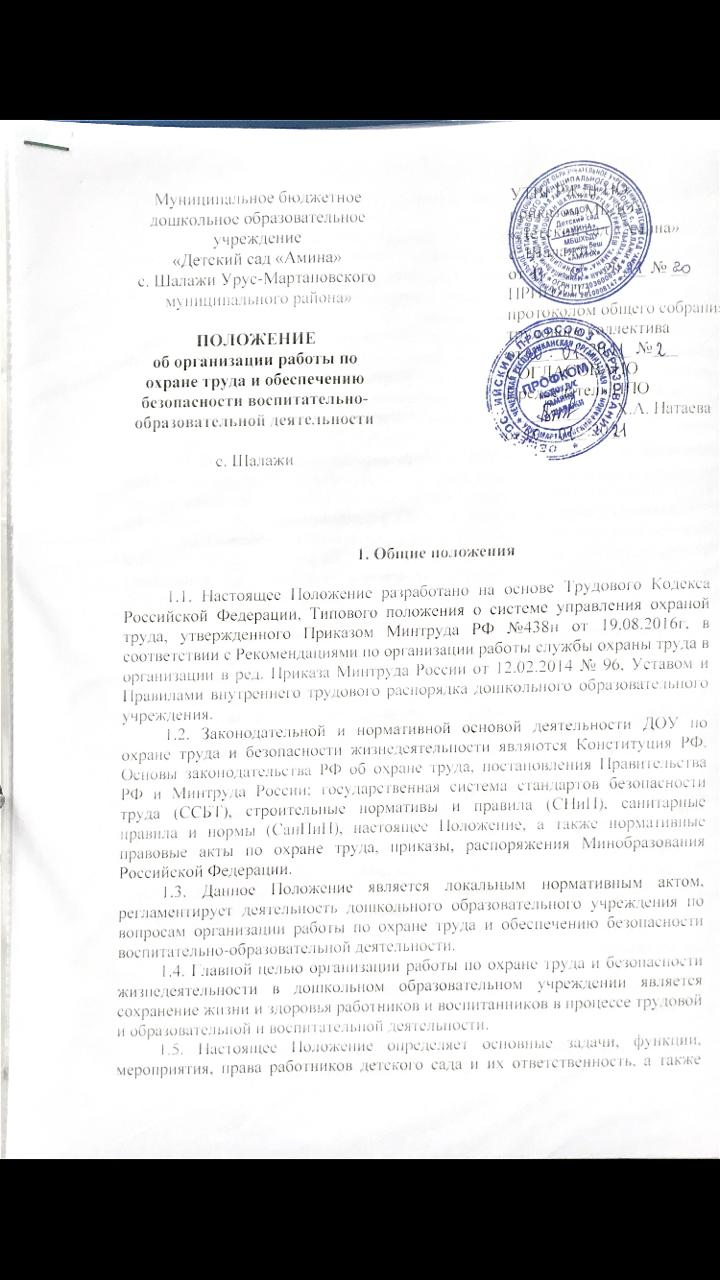 Муниципальное бюджетное
дошкольное образовательное
учреждение
«Детский сад «Амина»
с. Шалажи Урус-Мартановского
муниципального района»
ПОЛОЖЕНИЕ
об организации работы по
охране труда и обеспечению
безопасности воспитательно-
образовательной деятельности
с. Шалажи
№ 20
протоколом общего собрания
№ 2
Х.А. Натаева
ПРОФКОМ
1. Общие положения
1.1. Настоящее Положение разработано на основе Трудового Кодекса
Российской Федерации, Типового положения о системе управления охраной
труда, утвержденного Приказом Минтруда РФ №438н от 19.08.2016г, в
соответствии с Рекомендациями по организации работы службы охраны труда в
организации в ред. Приказа Минтруда России от 12.02.2014 № 96, Уставом и
Правилами внутреннего трудового распорядка дошкольного образовательного
учреждения.
1.2. Законодательной и нормативной основой деятельности ДОУ по
охране труда и безопасности жизнедеятельности являются Конституция РФ,
Основы законодательства РФ об охране труда, постановления Правительства
РФ и Минтруда России; государственная система стандартов безопасности
труда (ССБТ), строительные нормативы и правила (СНиП), санитарные
правила и нормы (СанПиН), настоящее Положение, а также нормативные
правовые акты по охране труда, приказы, распоряжения Минобразования
Российской Федерации.
1.3. Данное Положение является локальным нормативным актом,
регламентирует деятельность дошкольного образовательного учреждения по
вопросам организации работы по охране труда и обеспечению безопасности
воспитательно-образовательной деятельности.
1.4. Главной целью организации работы по охране труда и безопасности
жизнедеятельности в дошкольном образовательном учреждении является
сохранение жизни и здоровья работников и воспитанников в процессе трудовой
и образовательной и воспитательной деятельности.
1.5. Настоящее Положение определяет основные задачи, функции,
мероприятия, права работников детского сада и их ответственность, а также